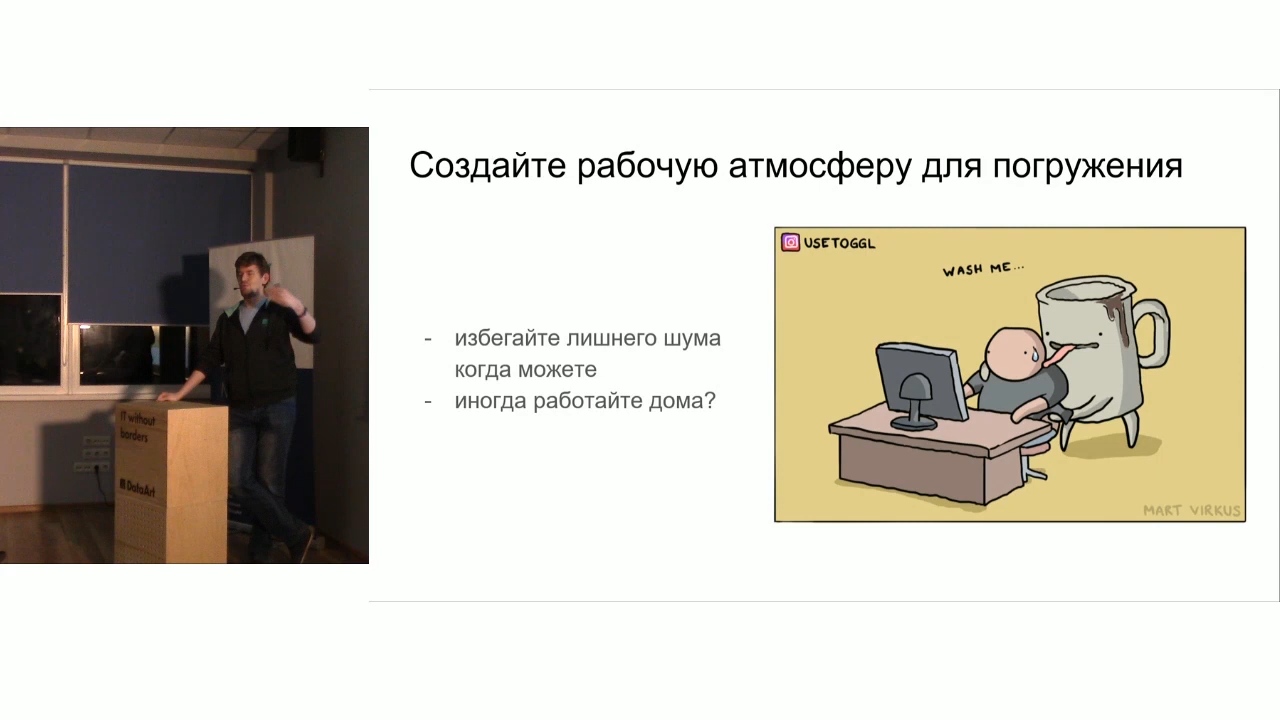 Создайте рабочую атмосферу для погружения
USETOGGL
WASH ME...
- избегайте лишнего шума
когда можете
- иногда работайте дома?
MART VIRKUS
IT without
borders
DataArt